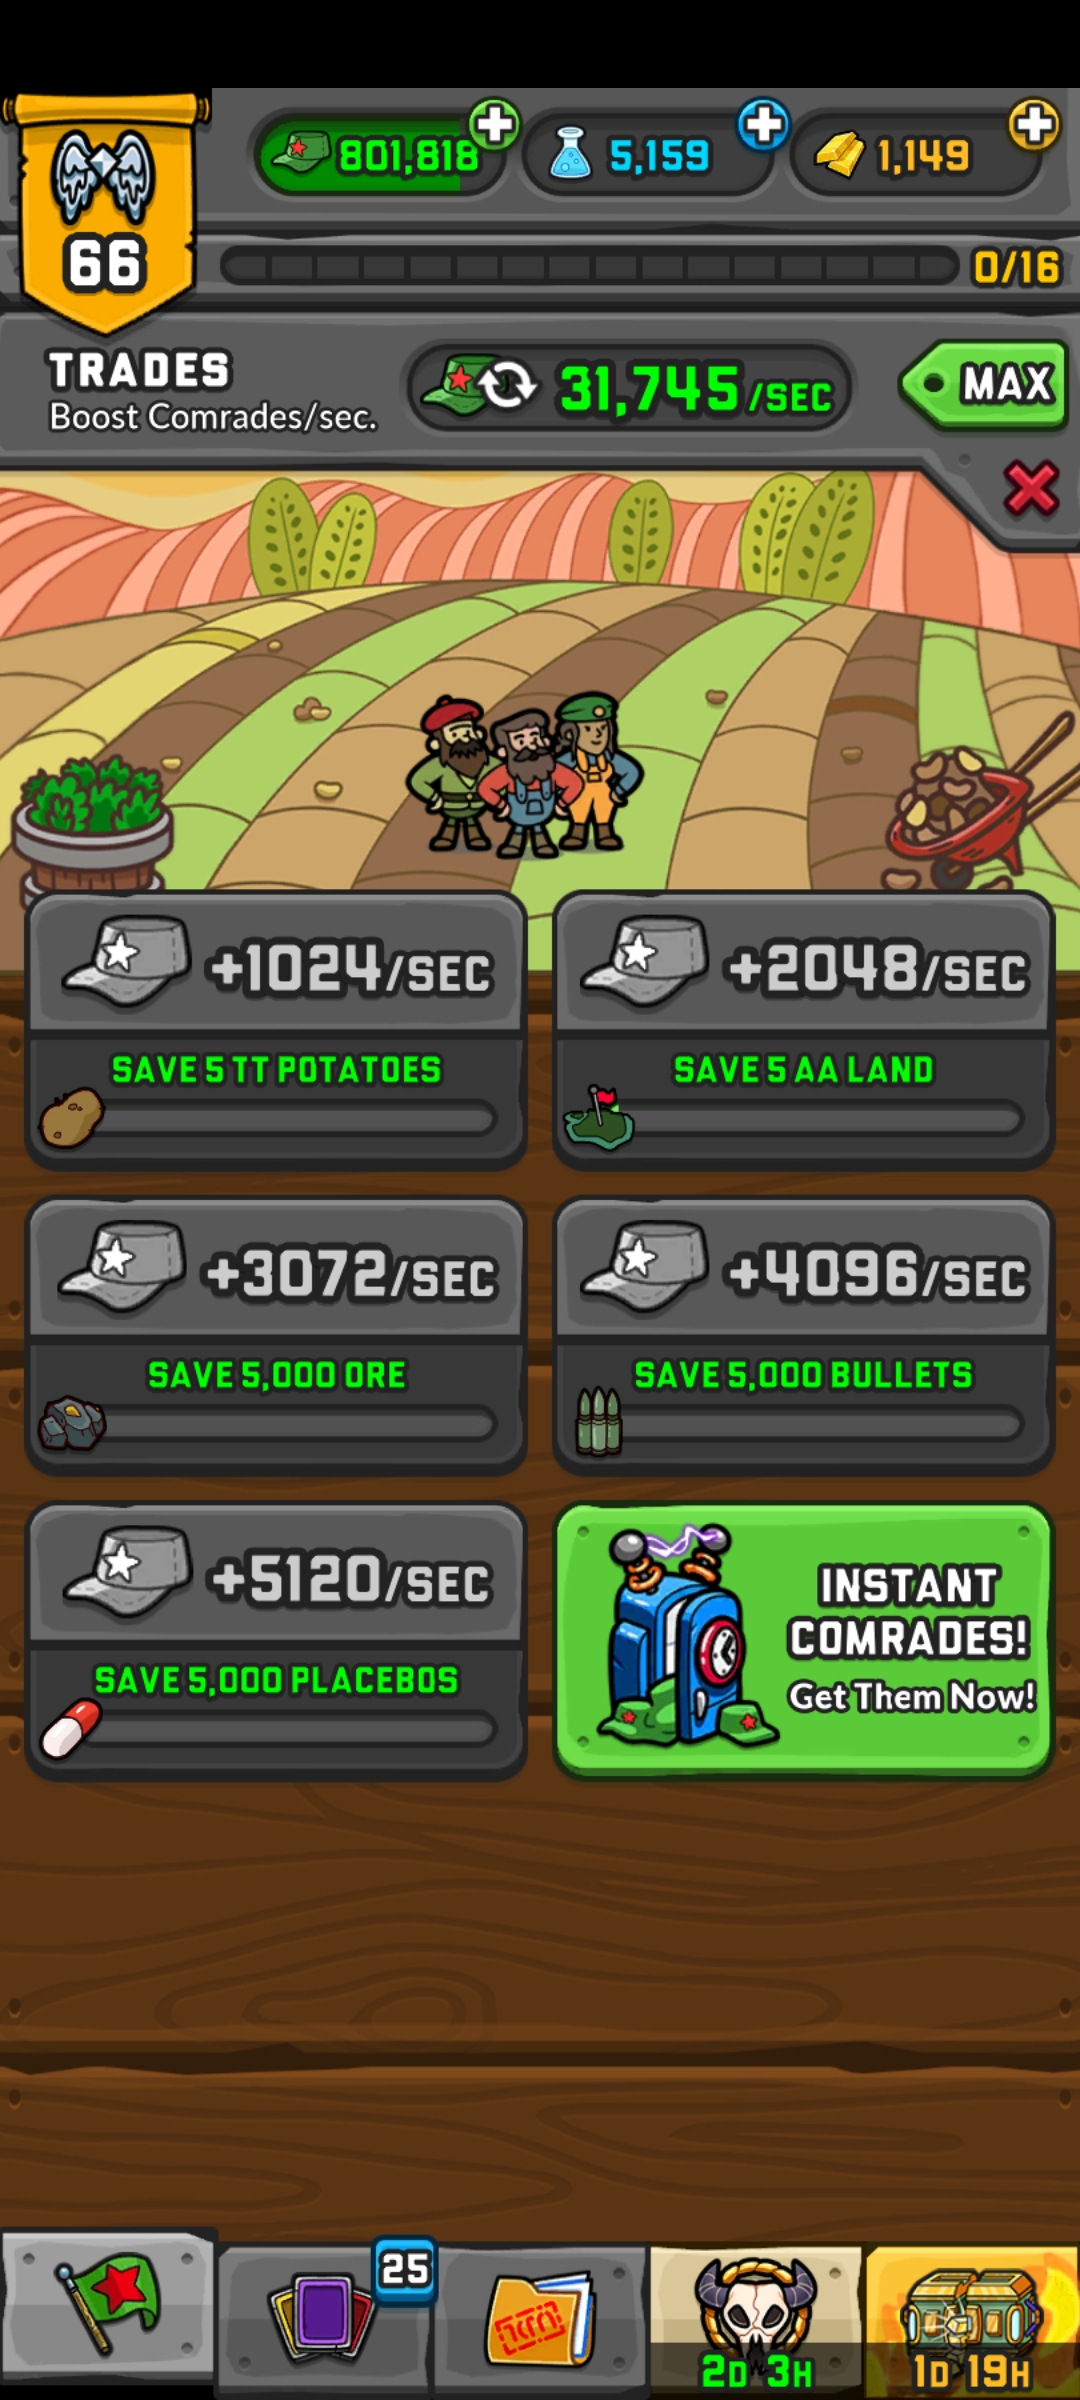 801,818
5,159
1,149
66
0/16
TRADES
Boost Comrades/sec.
31,745/SEC
MAX
+1024/SEC
+2048/SEC
SAVE 5 TT POTATOES
SAVE 5 AA LAND
+3072/SEC
+4096/SEC
SAVE 5,000 ORE
SAVE 5,000 BULLETS
+5120/SEC
INSTANT
COMRADES!
Get Them Now!
SAVE 5,000 PLACEBOS
25
2D 3H
1D 19H